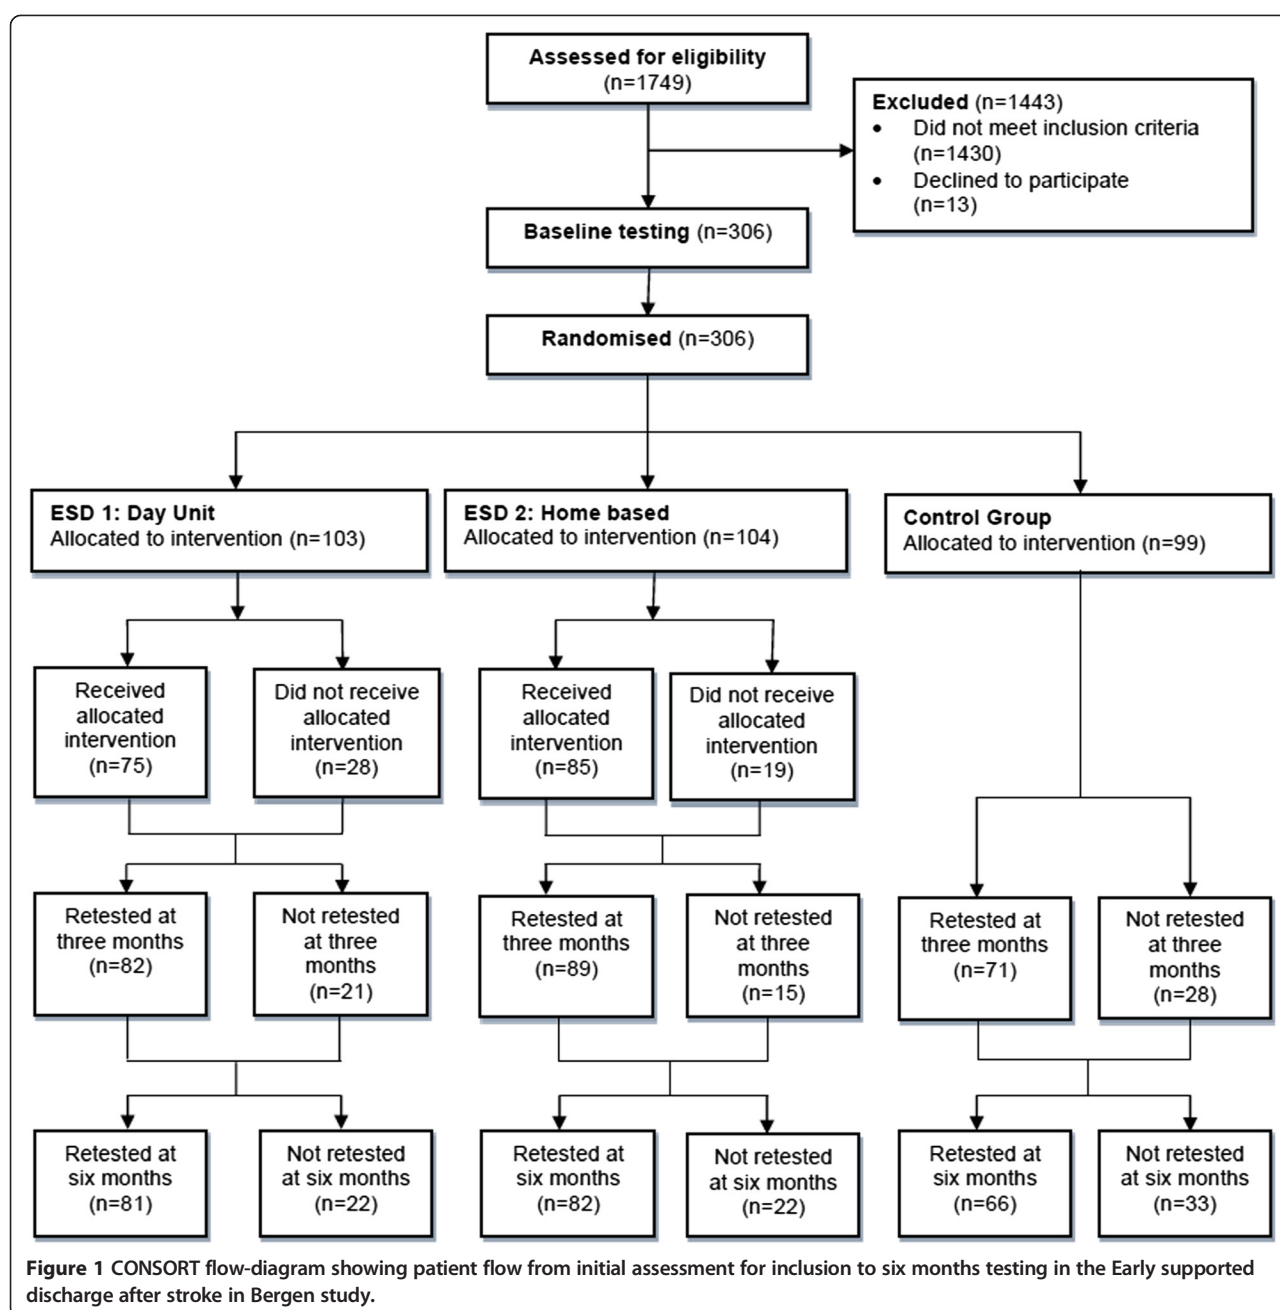 Assessed for eligibility
(n=1749)
Excluded (n=1443)
• Did not meet inclusion criteria
(n=1430)
• Declined to participate
(n=13)
Baseline testing (n=306)
Randomised (n=306)
ESD 1: Day Unit
Allocated to intervention (n=103)
ESD 2: Home based
Allocated to intervention (n=104)
Control Group
Allocated to intervention (n=99)
Received
allocated
intervention
(n=75)
Did not receive
allocated
intervention
(n=28)
Received
allocated
intervention
(n=85)
Did not receive
allocated
intervention
(n=19)
Retested at
three months
(n=82)
Not retested
at three
months
(n=21)
Retested at
three months
(n=89)
Not retested
at three
months
(n=15)
Retested at
three months
(n=71)
Not retested
at three
months
(n=28)
Retested at
six months
(n=81)
Not retested
at six months
(n=22)
Retested at
six months
(n=82)
Not retested
at six months
(n=22)
Retested at
six months
(n=66)
Not retested
at six months
(n=33)
Figure 1 CONSORT flow-diagram showing patient flow from initial assessment for inclusion to six months testing in the Early supported
discharge after stroke in Bergen study.